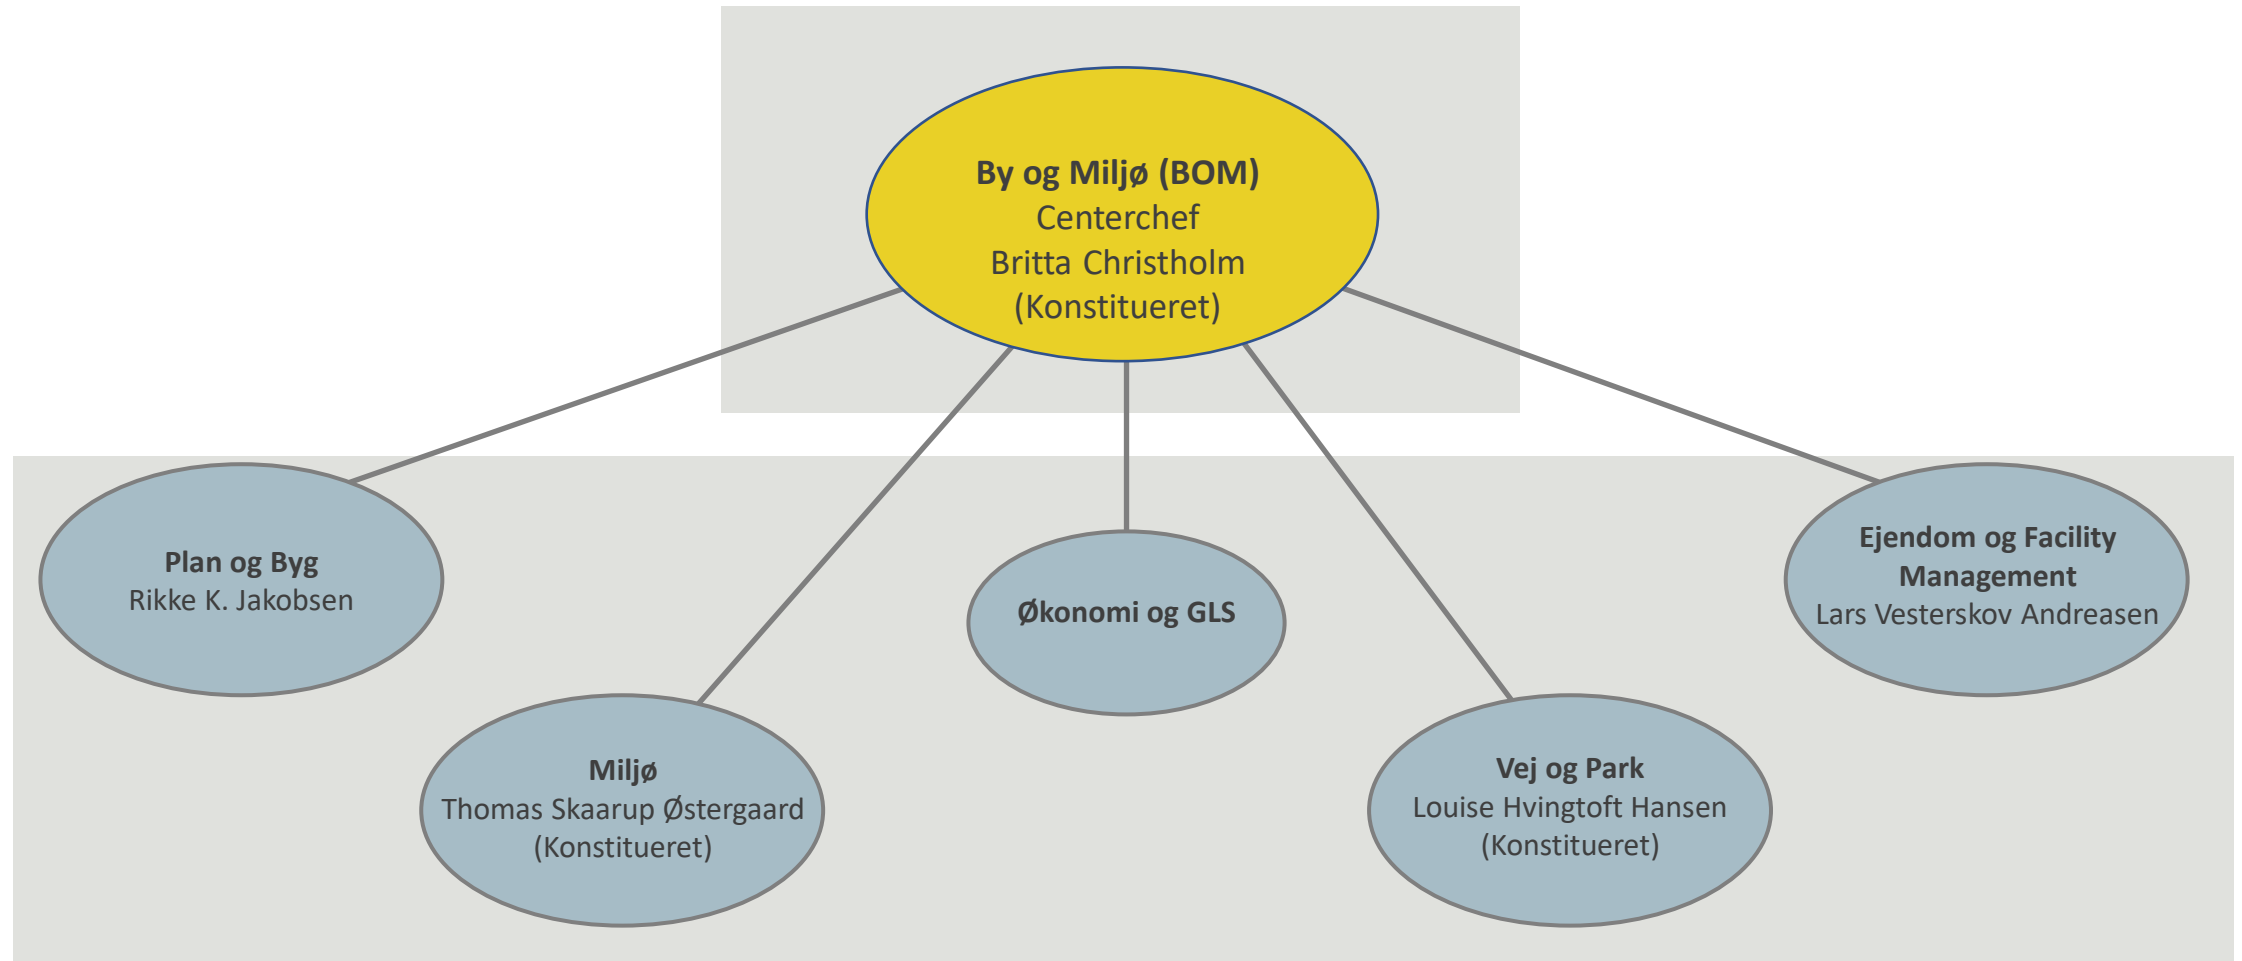 By og Miljø (BOM)
Centerchef
Britta Christholm
(Konstitueret)
Plan og Byg
Rikke K. Jakobsen
Miljø
Thomas Skaarup Østergaard
(Konstitueret)
Økonomi og GLS
Vej og Park
Louise Hvingtoft Hansen
(Konstitueret)
Ejendom og Facility
Management
Lars Vesterskov Andreasen